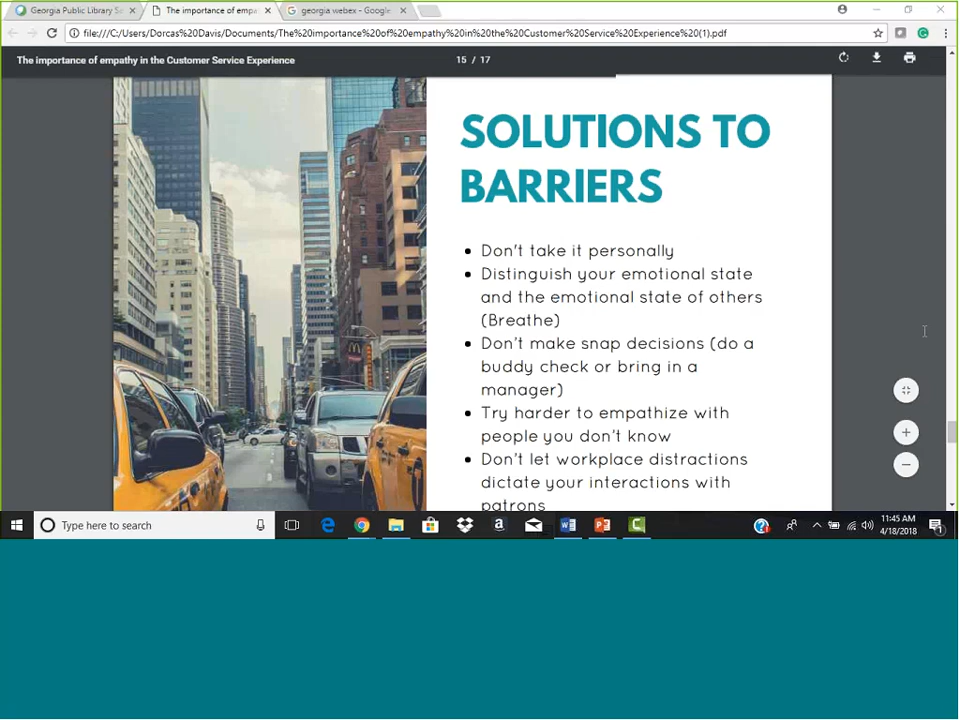 Georgia Public Library Se
The importance of empa
georgia webex - Google
file:///C:/Users/Dorcas%20Davis/Documents/The%20importance%20of%20empathy%20in%20the%20Customer%20Service%20Experience%20(1).pdf
The importance of empathy in the Customer Service Experience
15 / 17
SOLUTIONS TO
BARRIERS
Don't take it personally
Distinguish your emotional state
and the emotional state of others
(Breathe)
Don't make snap decisions (do a
buddy check or bring in a
manager)
Try harder to empathize with
people you don't know
Don't let workplace distractions
dictate your interactions with
patrons
Type here to search
11:45 AM
4/18/2018